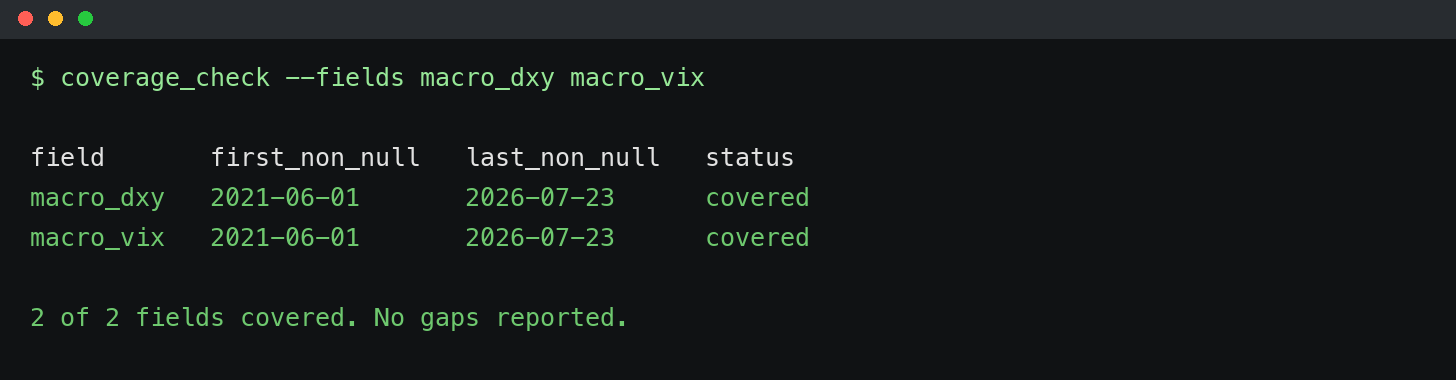 $ coverage_check --fields macro_dxy macro_vix
field first_non_null last_non_null status
macro_dxy 2021-06-01 2026-07-23 covered
macro_vix 2021-06-01 2026-07-23 covered
2 of 2 fields covered. No gaps reported.